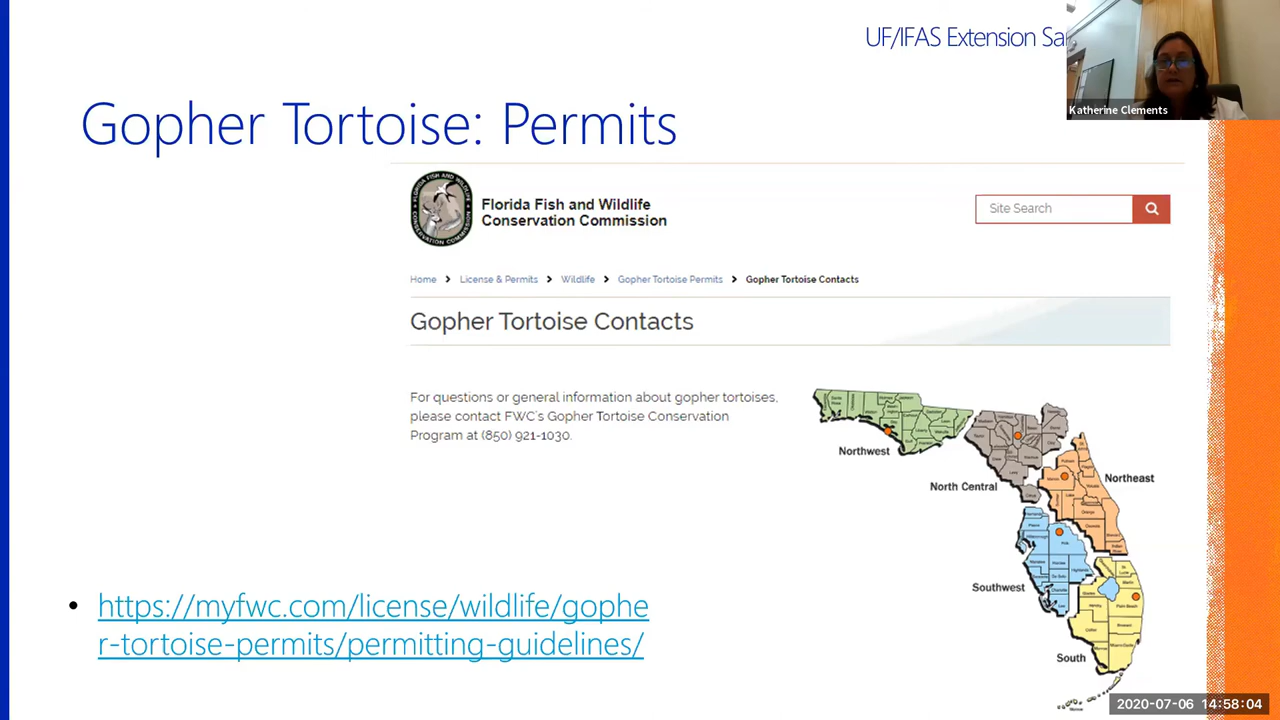 UF/IFAS Extension Sa
Katherine Clements
Gopher Tortoise: Permits
Florida Fish and Wildlife
Conservation Commission
Site Search
Home > License & Permits > Wildlife > Gopher Tortoise Permits > Gopher Tortoise Contacts
Gopher Tortoise Contacts
For questions or general information about gopher tortoises,
please contact FWC's Gopher Tortoise Conservation
Program at (850) 921-1030.
Northwest
North Central
Northeast
Southwest
South
• https://myfwc.com/license/wildlife/gophe
r-tortoise-permits/permitting-guidelines/
2020-07-06 14:58:04